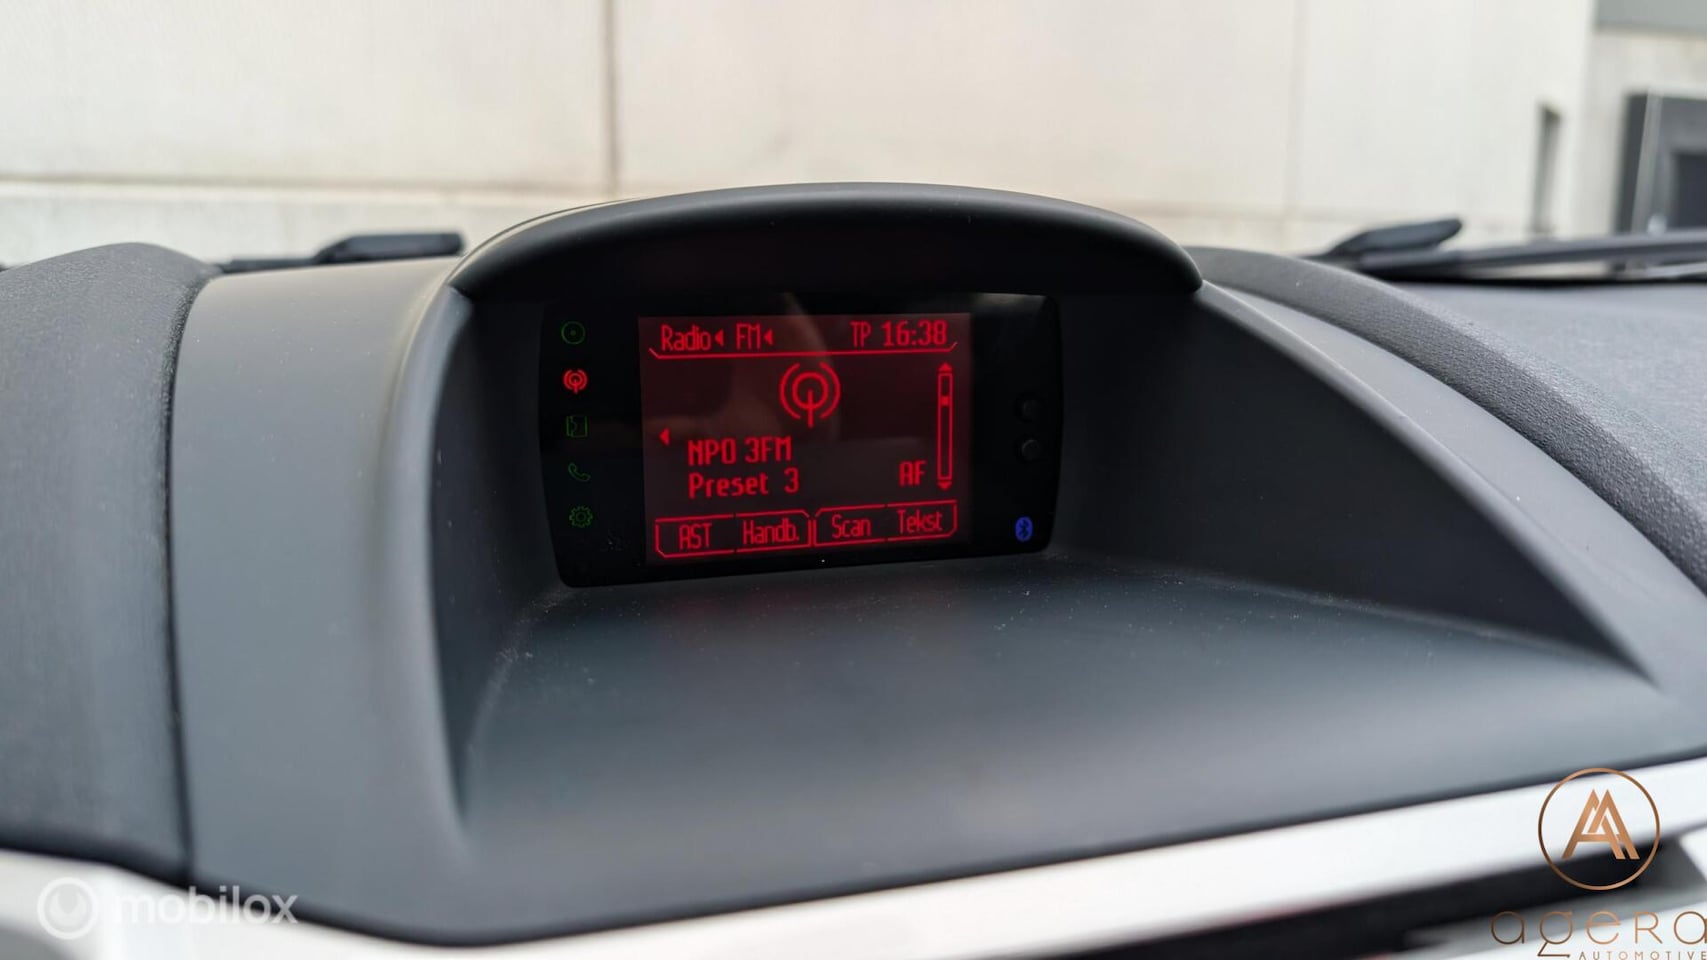 Radio FM TP 16:38
NPO 3FM
Preset 3 AF
AST Handb. Scan Tekst
mobilox
agera
AUTOMOTIVE